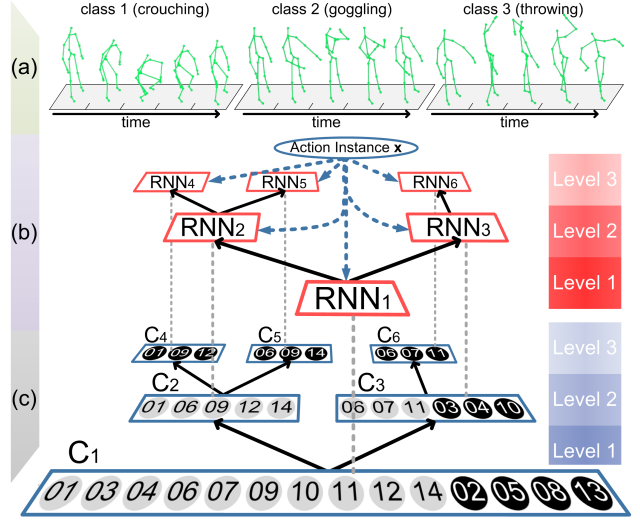 class 1 (crouching) class 2 (goggling) class 3 (throwing)
(a)
time time time
Action Instance x
RNN4 RNN5 RNN6
Level 3
RNN2 RNN3
(b)
Level 2
RNN1
Level 1
C4 C5 C6
01 09 12 06 09 14 06 07 11
Level 3
C2 C3
(c)
01 06 09 12 14 06 07 11 03 04 10
Level 2
C1
Level 1
01 03 04 06 07 09 10 11 12 14 02 05 08 13